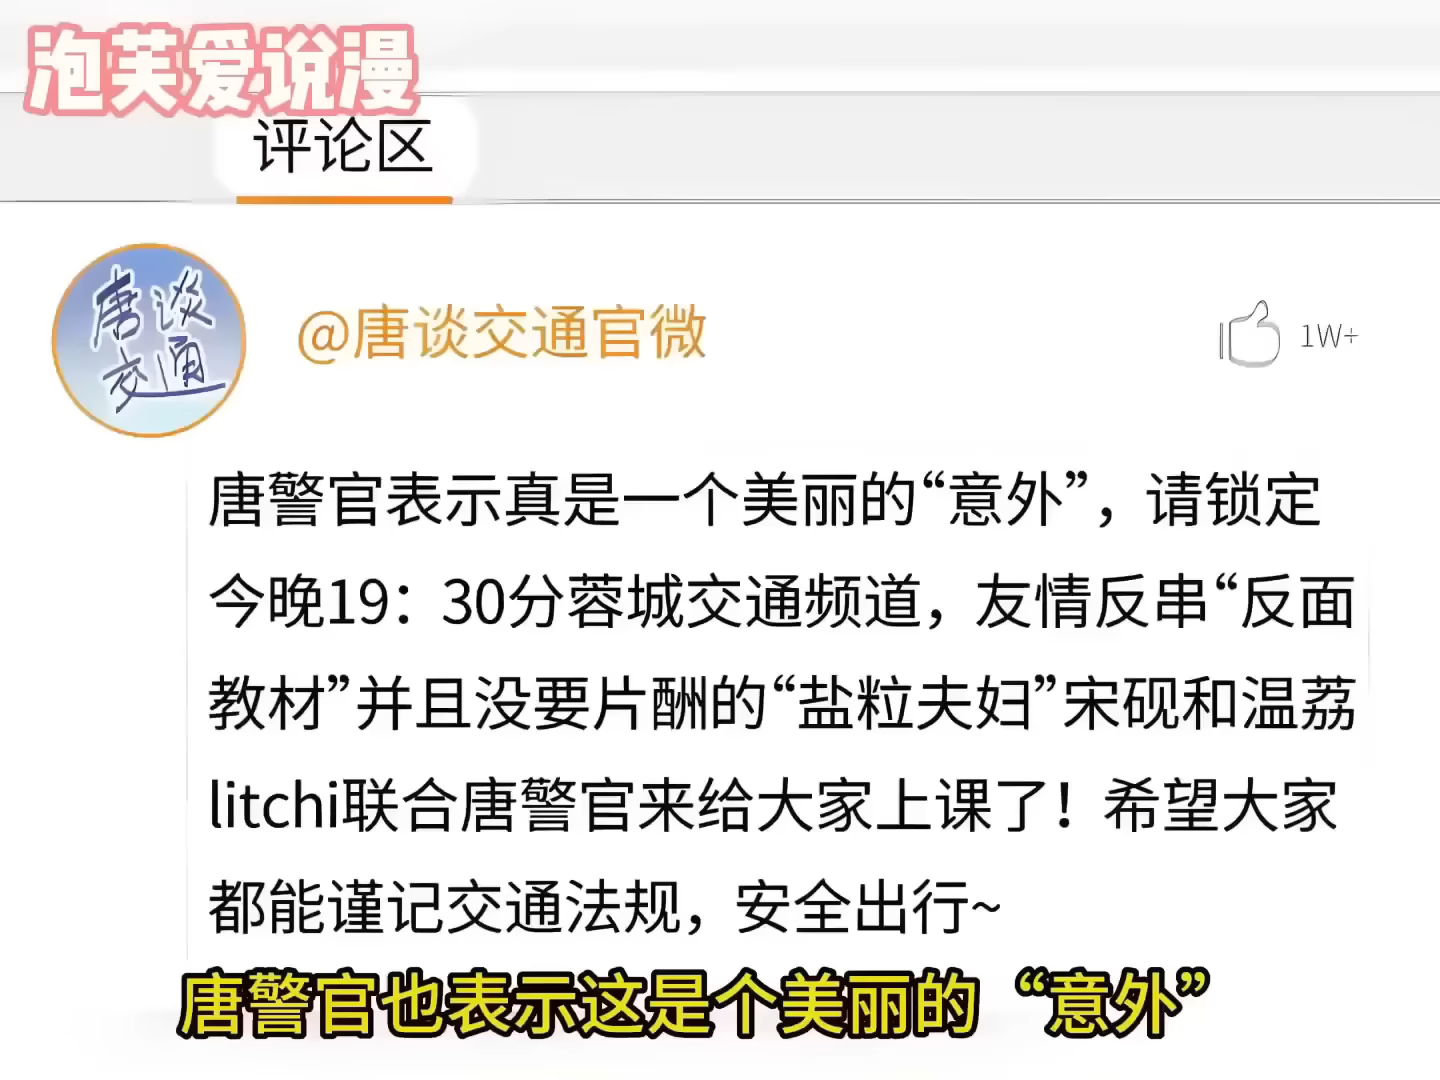 泡芙爱说漫
评论区
唐谈
交通
@唐谈交通官微
1W+
唐警官表示真是一个美丽的“意外”，请锁定
今晚19：30分蓉城交通频道，友情反串“反面
教材”并且没要片酬的“盐粒夫妇”宋砚和温荔
litchi联合唐警官来给大家上课了！希望大家
都能谨记交通法规，安全出行~
唐警官也表示这是个美丽的“意外”